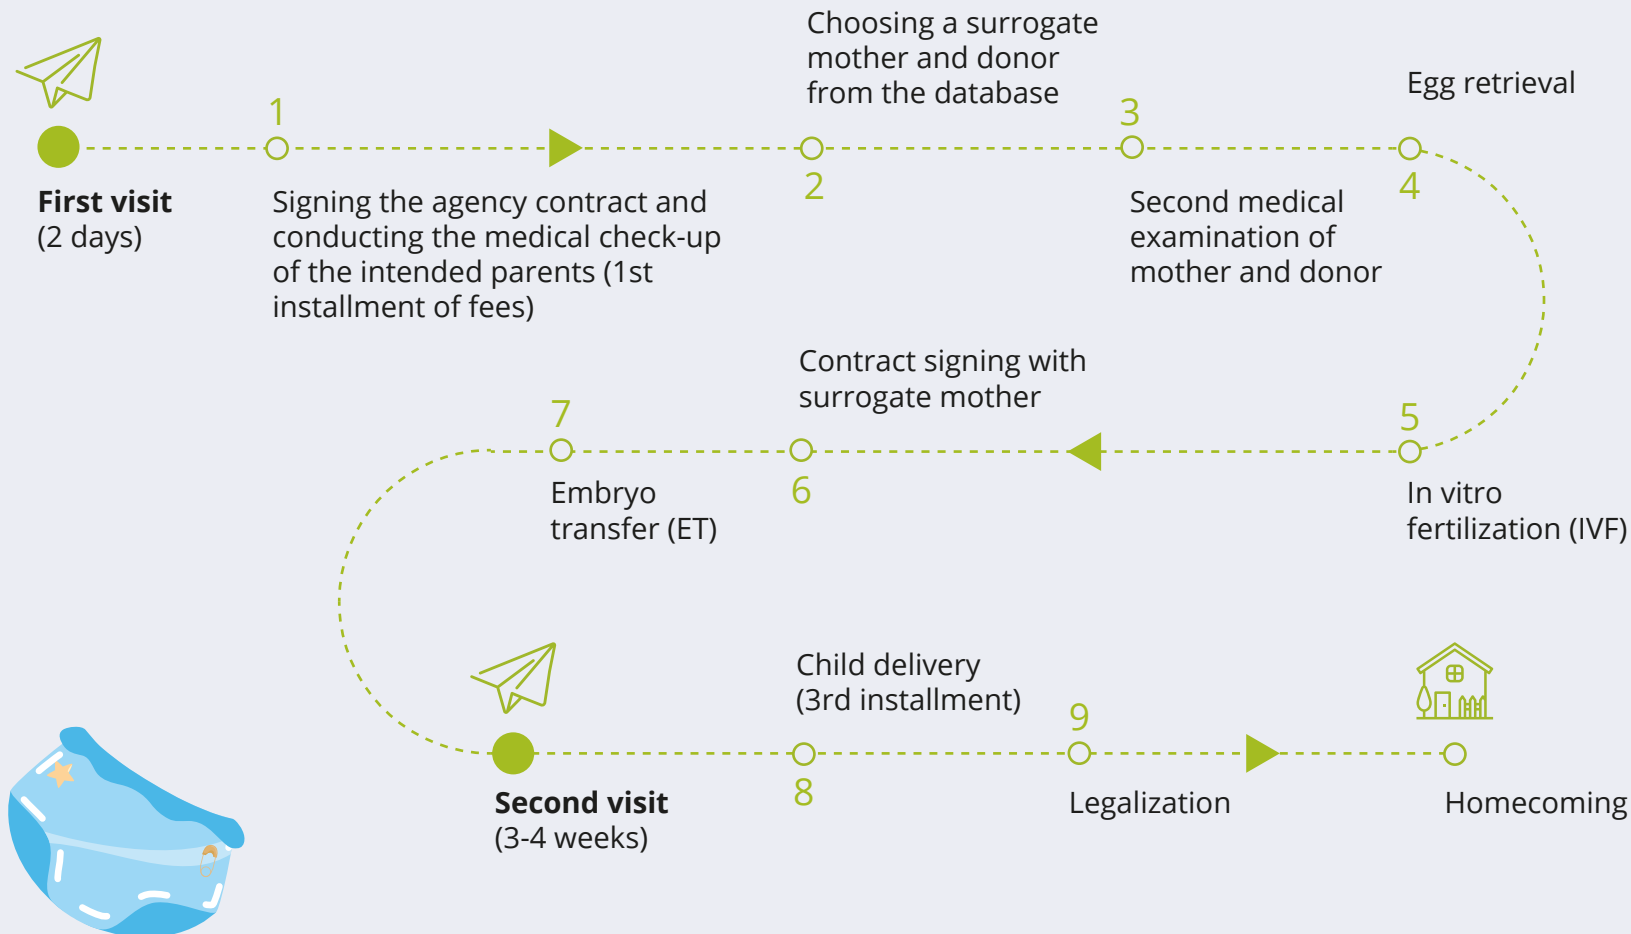 Choosing a surrogate
mother and donor
from the database
Egg retrieval
1
3
2
4
First visit
(2 days)
Signing the agency contract and
conducting the medical check-up
of the intended parents (1st
installment of fees)
Second medical
examination of
mother and donor
Contract signing with
surrogate mother
7
5
6
Embryo
transfer (ET)
In vitro
fertilization (IVF)
Child delivery
(3rd installment)
9
8
Second visit
(3-4 weeks)
Legalization
Homecoming